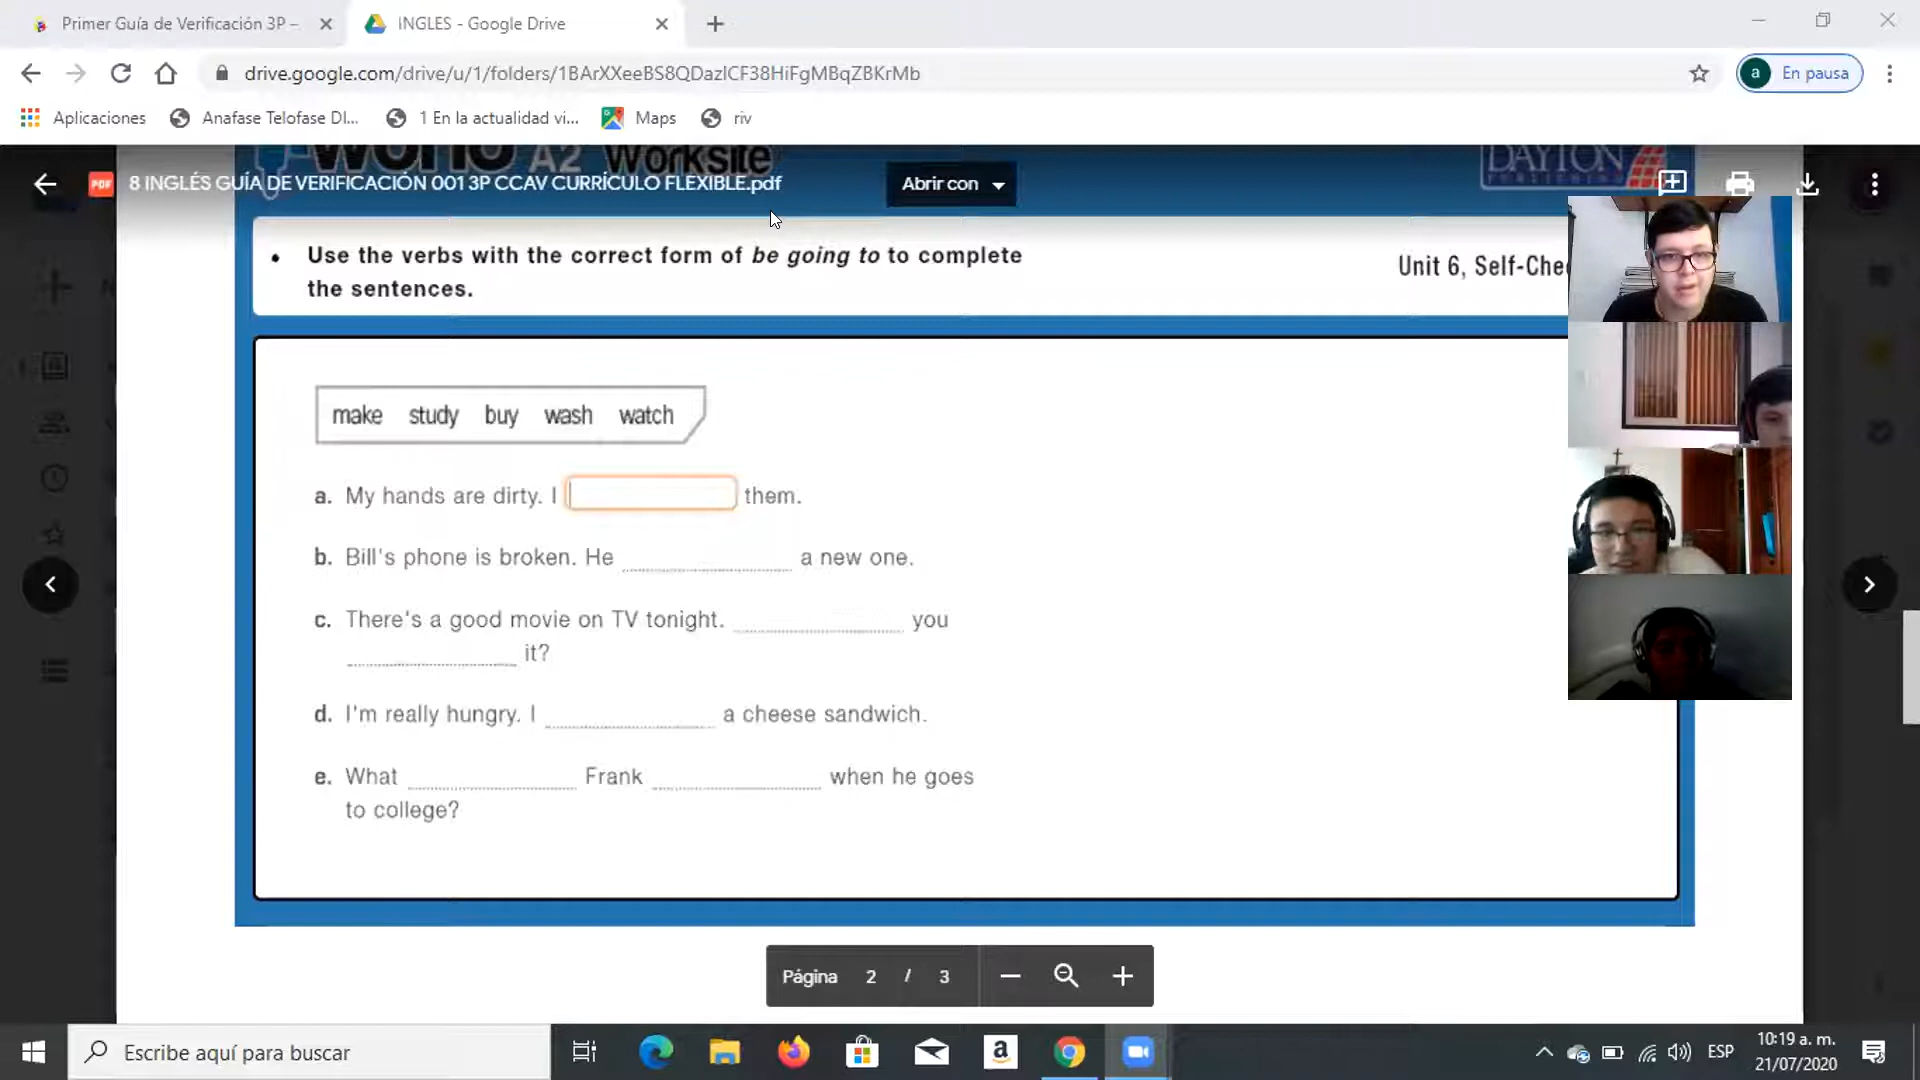 Primer Guía de Verificación 3P –
INGLES - Google Drive
drive.google.com/drive/u/1/folders/1BArXXeeBS8QDazlCF38HiFgMBqZBKrMb
a En pausa
Aplicaciones
Anafase Telofase DI...
1 En la actualidad vi...
Maps
riv
A2 Worksite
DAYTON
PDF 8 INGLÉS GUÍA DE VERIFICACIÓN 001 3P CCAV CURRÍCULO FLEXIBLE.pdf
Abrir con
• Use the verbs with the correct form of be going to to complete
the sentences.
Unit 6, Self-Che
make study buy wash watch
a. My hands are dirty. I them.
b. Bill's phone is broken. He a new one.
c. There's a good movie on TV tonight. you
it?
d. I'm really hungry. I a cheese sandwich.
e. What Frank when he goes
to college?
Página 2 / 3
Escribe aquí para buscar
a
ESP
10:19 a. m.
21/07/2020